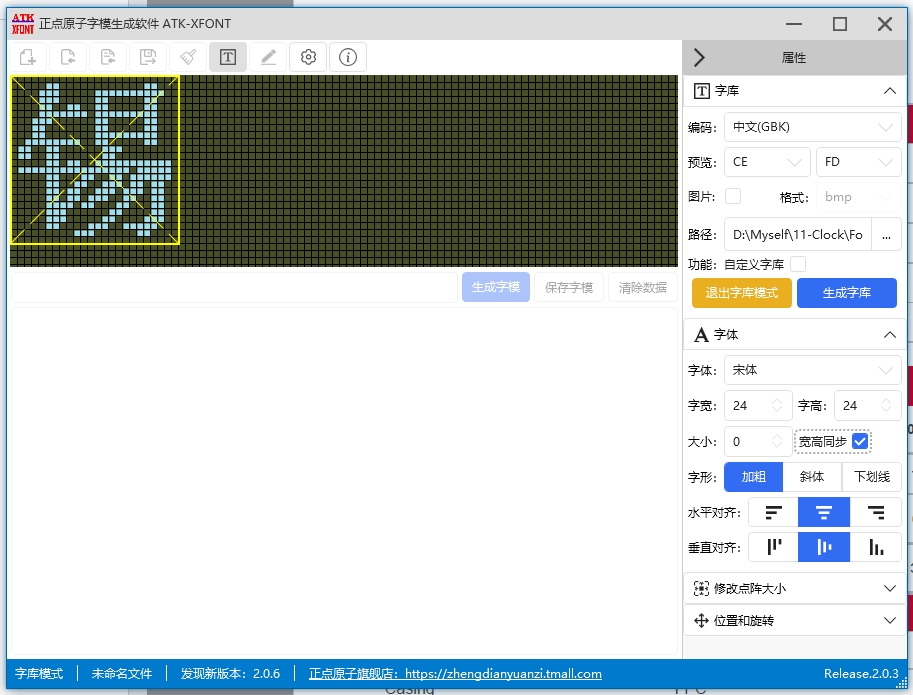 ATK
XFONT
正点原子字模生成软件 ATK-XFONT
属性
T 字库
编码： 中文(GBK)
预览： CE FD
图片： 格式： bmp
路径： D:\Myself\11-Clock\Fo ...
功能： 自定义字库
退出字库模式 生成字库
生成字模 保存字模 清除数据
A 字体
字体： 宋体
字宽： 24 字高： 24
大小： 0 宽高同步
字形： 加粗 斜体 下划线
水平对齐：
垂直对齐：
修改点阵大小
位置和旋转
字库模式 未命名文件 发现新版本：2.0.6 正点原子旗舰店：https://zhengdianyuanzi.tmall.com Release.2.0.3